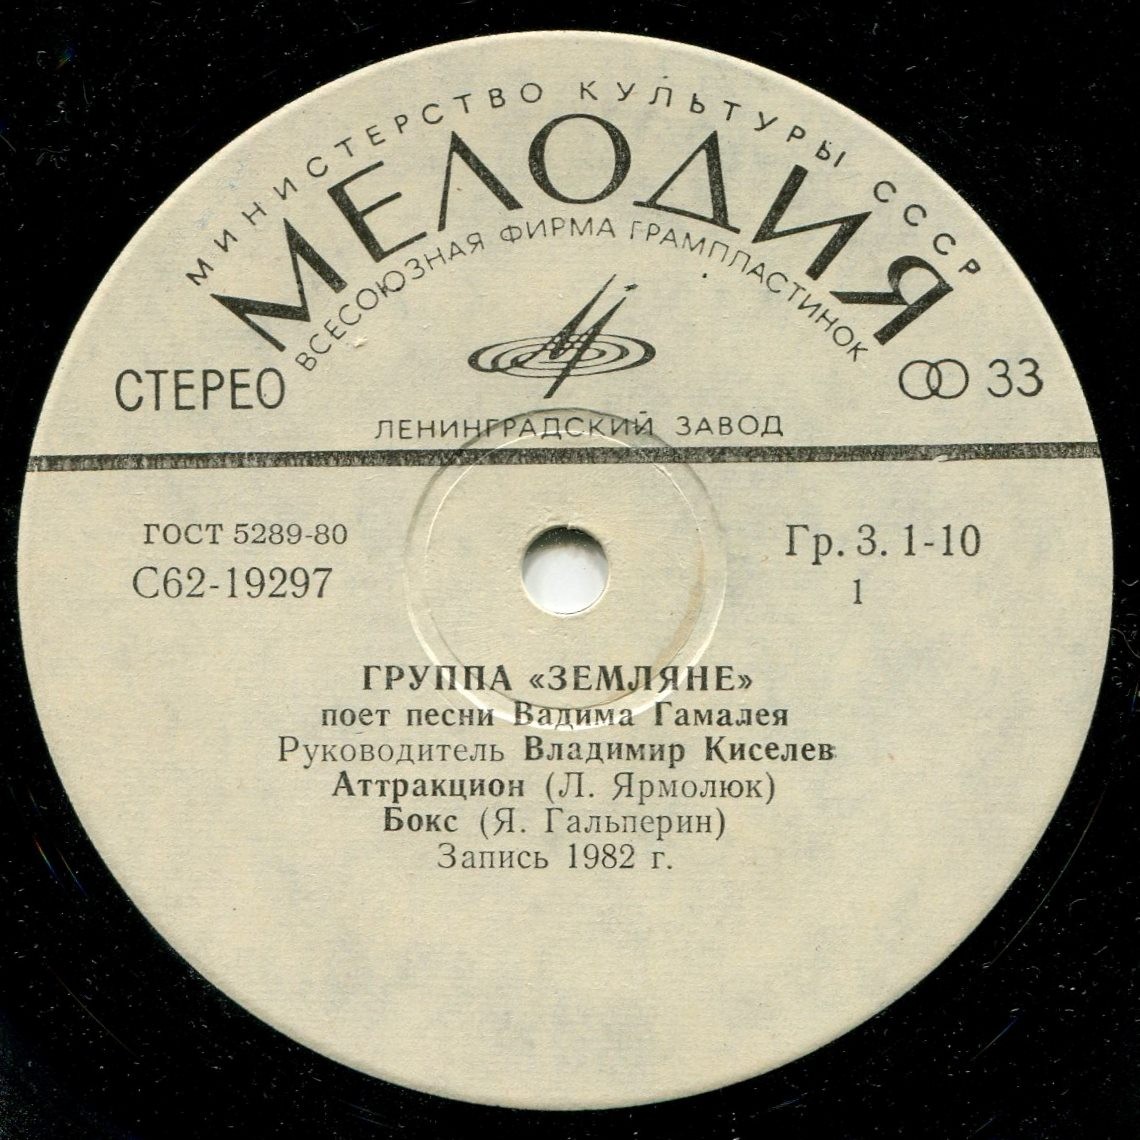 МИНИСТЕРСТВО КУЛЬТУРЫ СССР
МЕЛОДИЯ
ВСЕСОЮЗНАЯ ФИРМА ГРАМПЛАСТИНОК
СТЕРЕО
33
ЛЕНИНГРАДСКИЙ ЗАВОД
ГОСТ 5289-80
Гр. 3. 1-10
С62-19297
1
ГРУППА «ЗЕМЛЯНЕ»
поет песни Вадима Гамалея
Руководитель Владимир Киселев
Аттракцион (Л. Ярмолюк)
Бокс (Я. Гальперин)
Запись 1982 г.